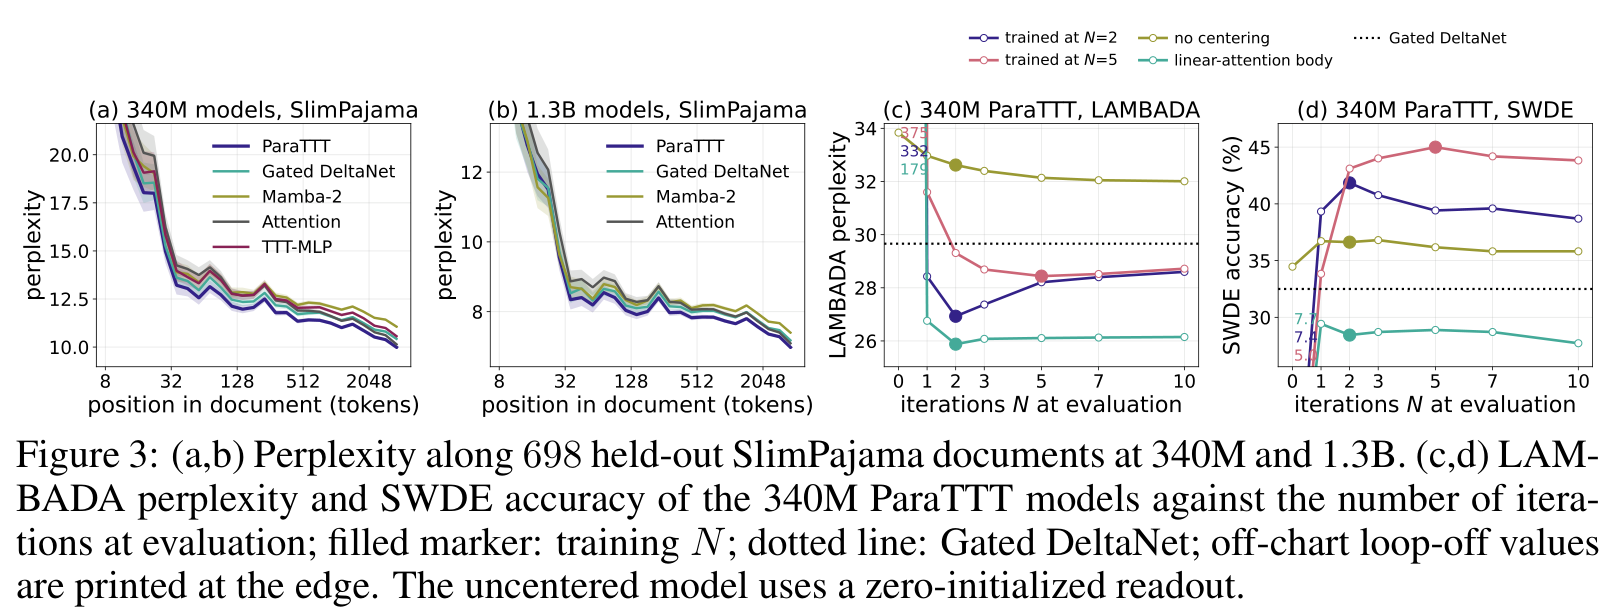 trained at N=2
trained at N=5
no centering
linear-attention body
Gated DeltaNet
(a) 340M models, SlimPajama
perplexity
20.0
17.5
15.0
12.5
10.0
ParaTTT
Gated DeltaNet
Mamba-2
Attention
TTT-MLP
8 32 128 512 2048
position in document (tokens)
(b) 1.3B models, SlimPajama
perplexity
12
10
8
ParaTTT
Gated DeltaNet
Mamba-2
Attention
8 32 128 512 2048
position in document (tokens)
(c) 340M ParaTTT, LAMBADA
LAMBADA perplexity
34
32
30
28
26
375
332
179
0 1 2 3 5 7 10
iterations N at evaluation
(d) 340M ParaTTT, SWDE
SWDE accuracy (%)
45
40
35
30
0 1 2 3 5 7 10
iterations N at evaluation
Figure 3: (a,b) Perplexity along 698 held-out SlimPajama documents at 340M and 1.3B. (c,d) LAM-
BADA perplexity and SWDE accuracy of the 340M ParaTTT models against the number of itera-
tions at evaluation; filled marker: training N; dotted line: Gated DeltaNet; off-chart loop-off values
are printed at the edge. The uncentered model uses a zero-initialized readout.